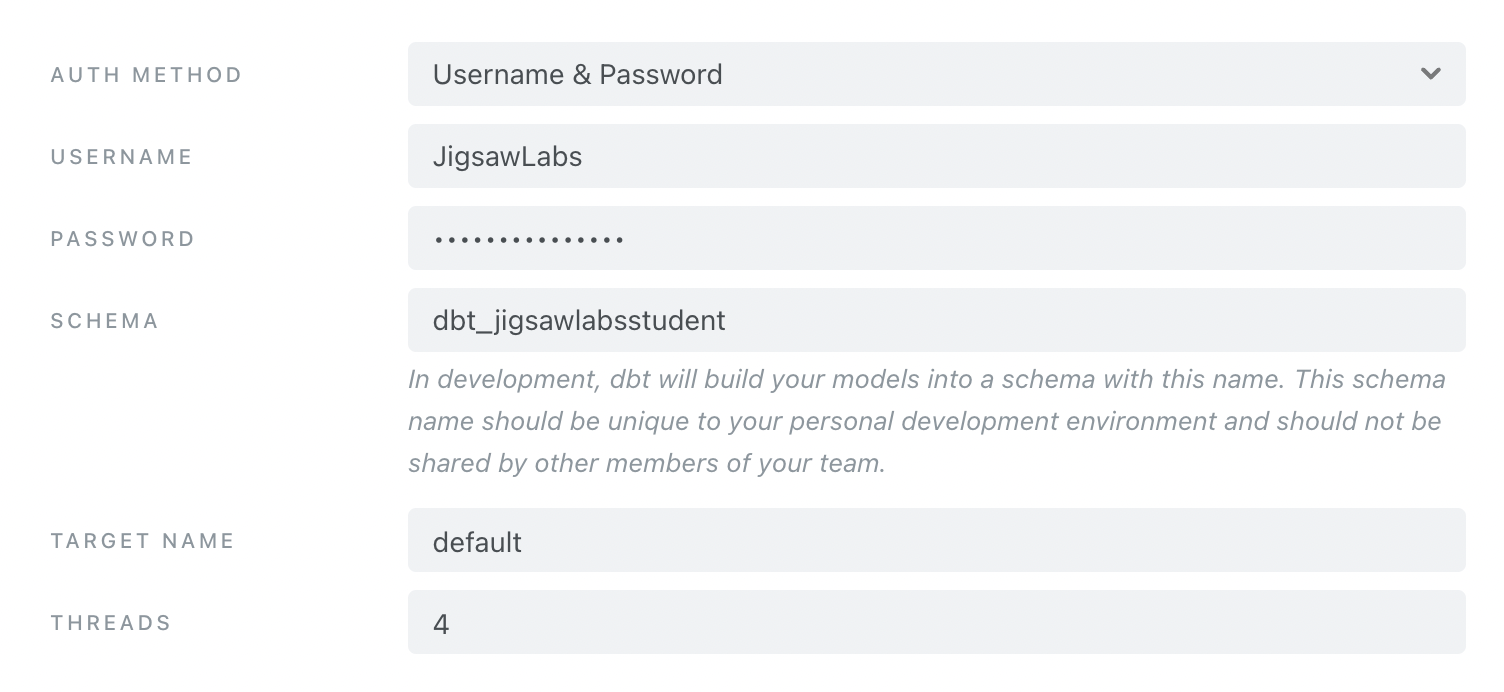 AUTH METHOD
Username & Password
USERNAME
JigsawLabs
PASSWORD
•••••••••••••••
SCHEMA
dbt_jigsawlabsstudent
In development, dbt will build your models into a schema with this name. This schema
name should be unique to your personal development environment and should not be
shared by other members of your team.
TARGET NAME
default
THREADS
4